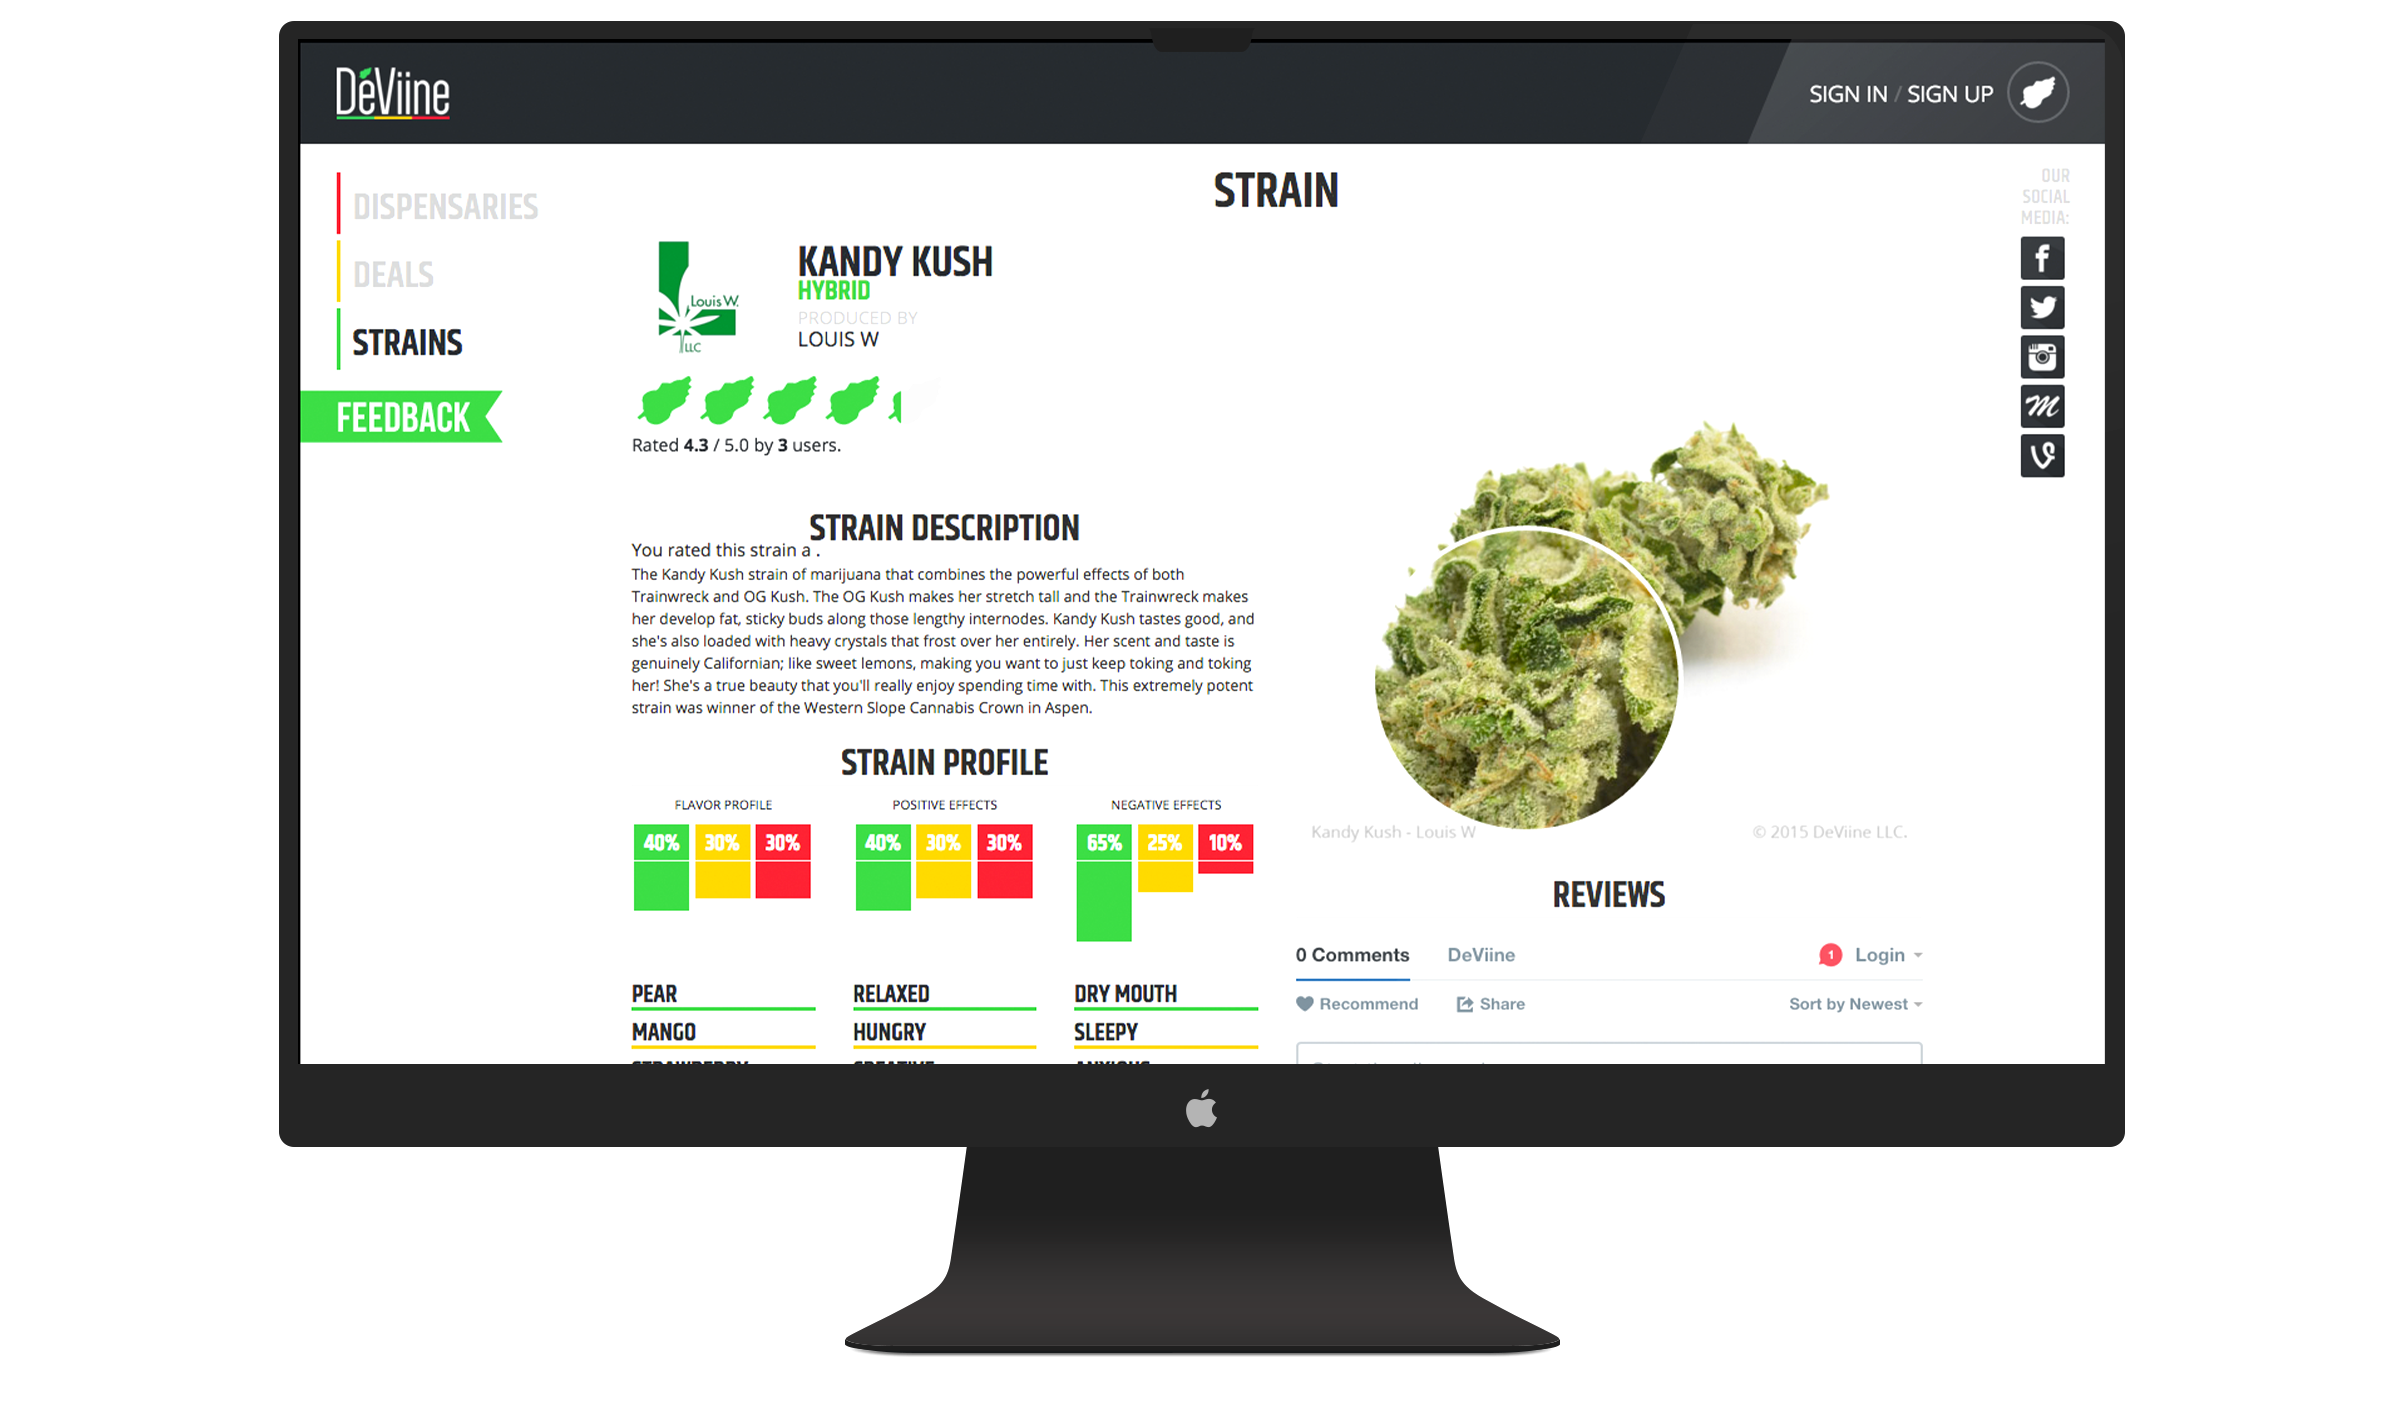 DeViine
SIGN IN / SIGN UP
DISPENSARIES
DEALS
STRAINS
FEEDBACK
STRAIN
OUR
SOCIAL
MEDIA:
Louis W.
LLC
KANDY KUSH
HYBRID
PRODUCED BY
LOUIS W
Rated 4.3 / 5.0 by 3 users.
STRAIN DESCRIPTION
You rated this strain a .
The Kandy Kush strain of marijuana that combines the powerful effects of both
Trainwreck and OG Kush. The OG Kush makes her stretch tall and the Trainwreck makes
her develop fat, sticky buds along those lengthy internodes. Kandy Kush tastes good, and
she's also loaded with heavy crystals that frost over her entirely. Her scent and taste is
genuinely Californian; like sweet lemons, making you want to just keep toking and toking
her! She's a true beauty that you'll really enjoy spending time with. This extremely potent
strain was winner of the Western Slope Cannabis Crown in Aspen.
STRAIN PROFILE
FLAVOR PROFILE
40% 30% 30%
PEAR
MANGO
STRAWBERRY
POSITIVE EFFECTS
40% 30% 30%
RELAXED
HUNGRY
CREATIVE
NEGATIVE EFFECTS
65% 25% 10%
DRY MOUTH
SLEEPY
ANXIOUS
Kandy Kush - Louis W
© 2015 DeViine LLC.
REVIEWS
0 Comments DeViine 1 Login
Recommend Share Sort by Newest